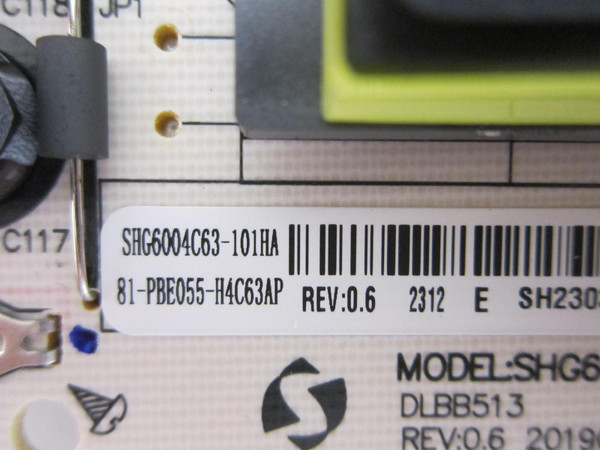 C118 JP1
C117
SHG6004C63-101HA
81-PBE055-H4C63AP REV:0.6 2312 E SH230
MODEL:SHG6
DLBB513
REV:0.6 2019